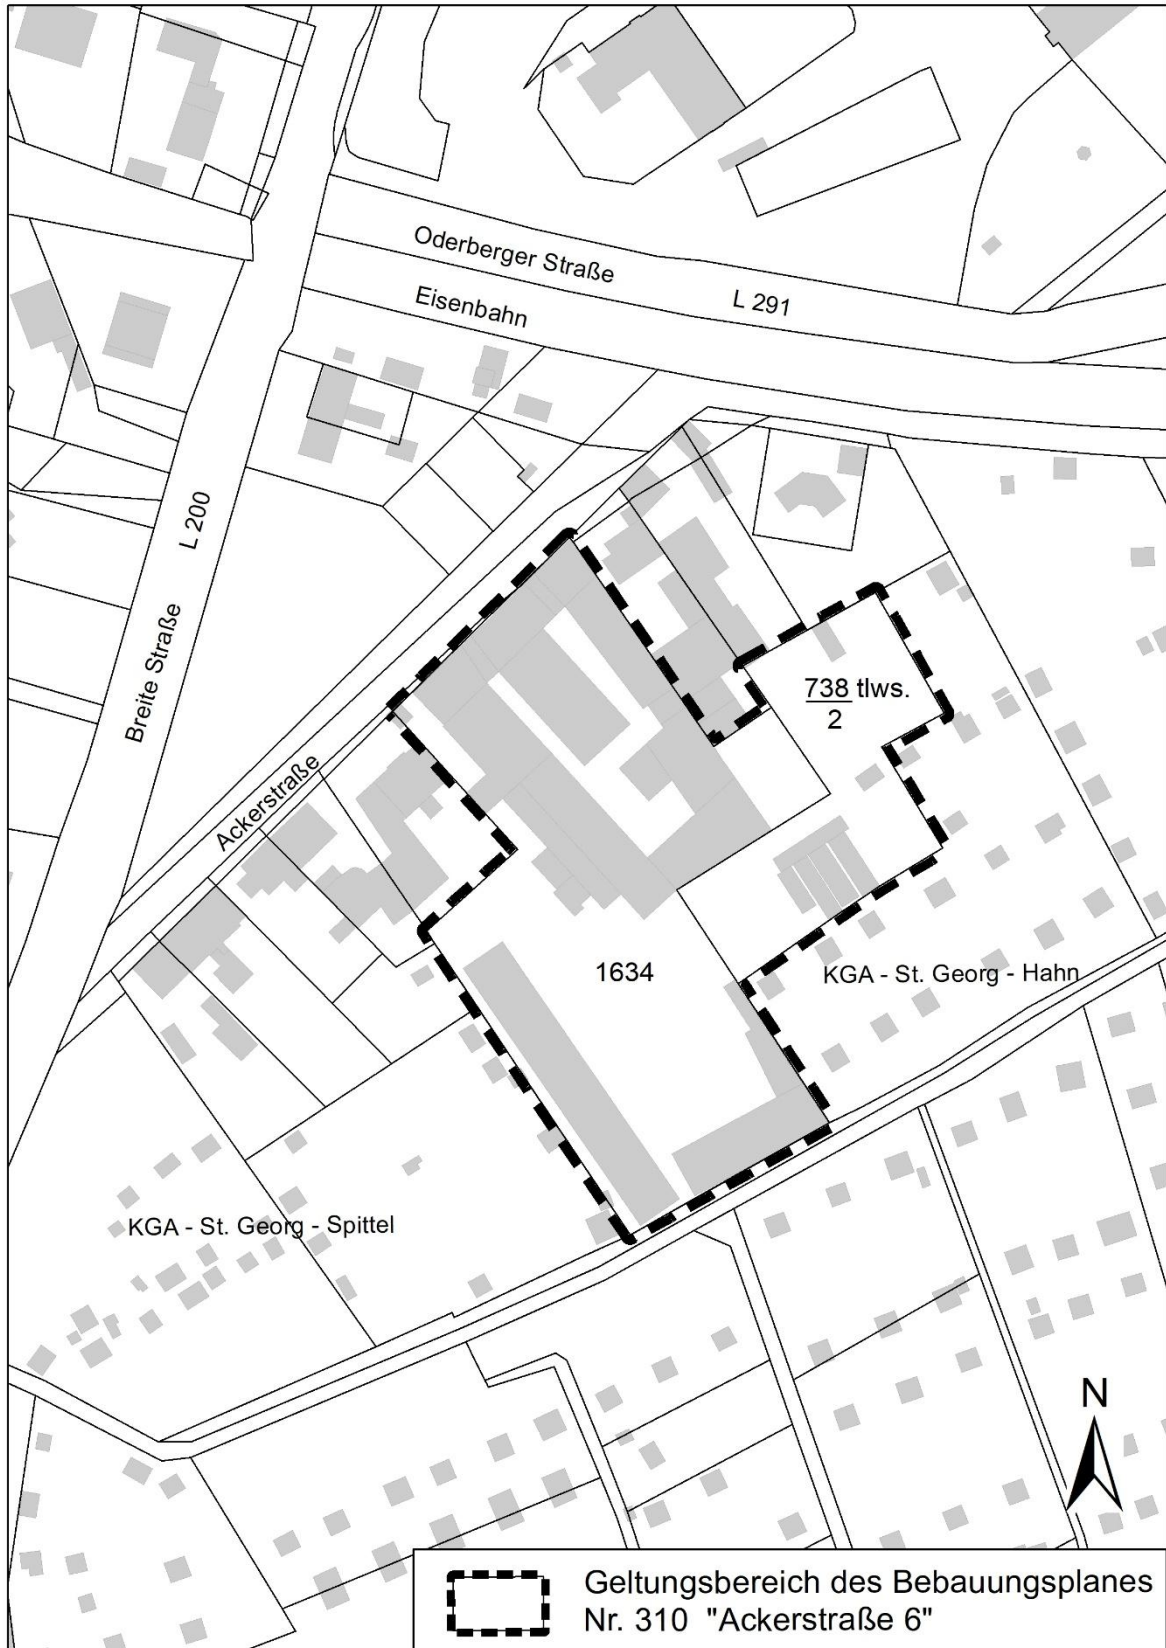 Oderberger Straße
L 291
Eisenbahn
L 200
Breite Straße
738 tlws.
2
Ackerstraße
1634
KGA - St. Georg - Hahn
KGA - St. Georg - Spittel
N
Geltungsbereich des Bebauungsplanes
Nr. 310 "Ackerstraße 6"